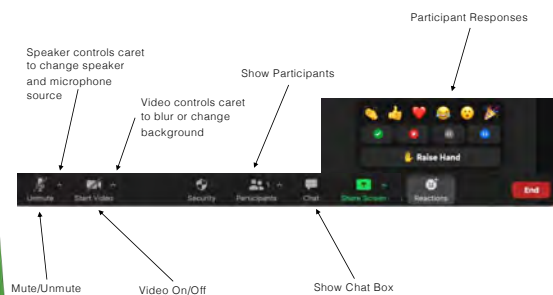 Participant Responses
Speaker controls caret
to change speaker
and microphone
source
Show Participants
Video controls caret
to blur or change
background
Raise Hand
Unmute
Start Video
Security
Participants
1
Chat
Share Screen
Reactions
End
Mute/Unmute
Video On/Off
Show Chat Box